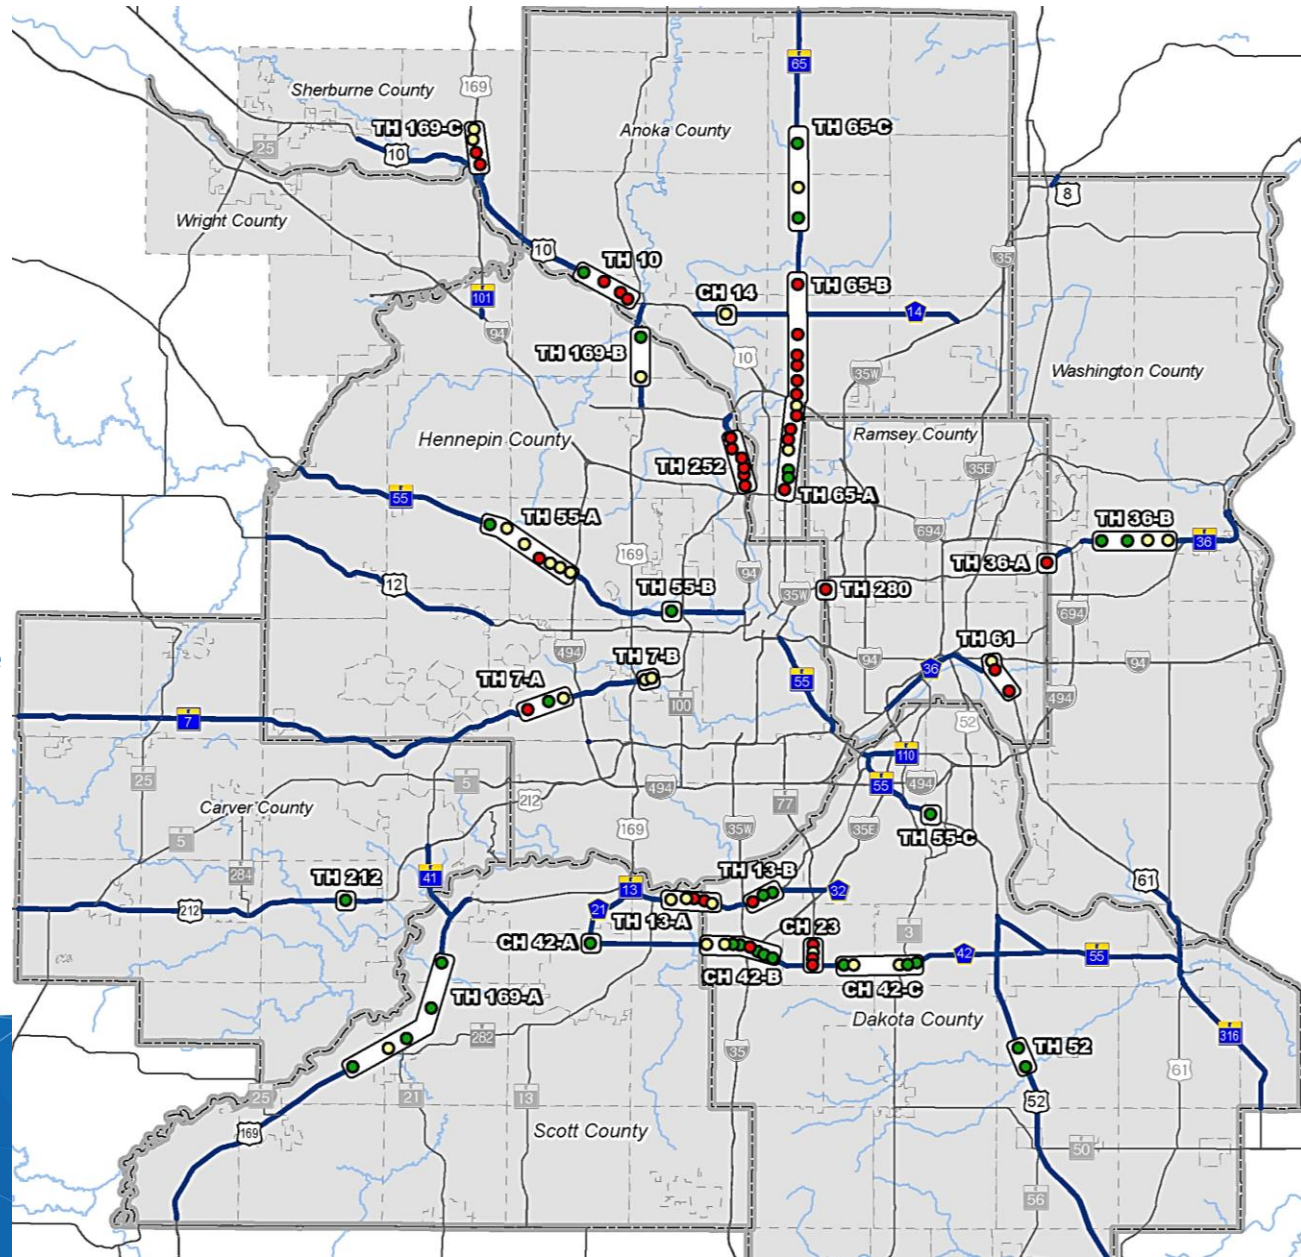 65
Sherburne County
169
TH 169-C
Anoka County
TH 65-C
25
10
8
Wright County
10
TH 10
35
TH 65-B
101
CH 14
14
94
TH 169-B
10
35W
Washington County
Hennepin County
Ramsey County
TH 252
35E
55
TH 65-A
TH 55-A
TH 36-B
694
36
169
TH 36-A
12
94
TH 55-B
35W
TH 280
694
TH 61
494
TH 7-B
94
36
94
TH 7-A
55
494
7
100
52
110
25
5
494
55
494
Carver County
212
77
5
169
35W
35E
TH 55-C
284
TH 212
41
13
TH 13-B
32
61
212
21
TH 13-A
CH 23
3
CH 42-A
42
55
CH 42-B
CH 42-C
TH 169-A
Dakota County
282
35
TH 52
316
61
25
21
13
52
169
Scott County
50
56